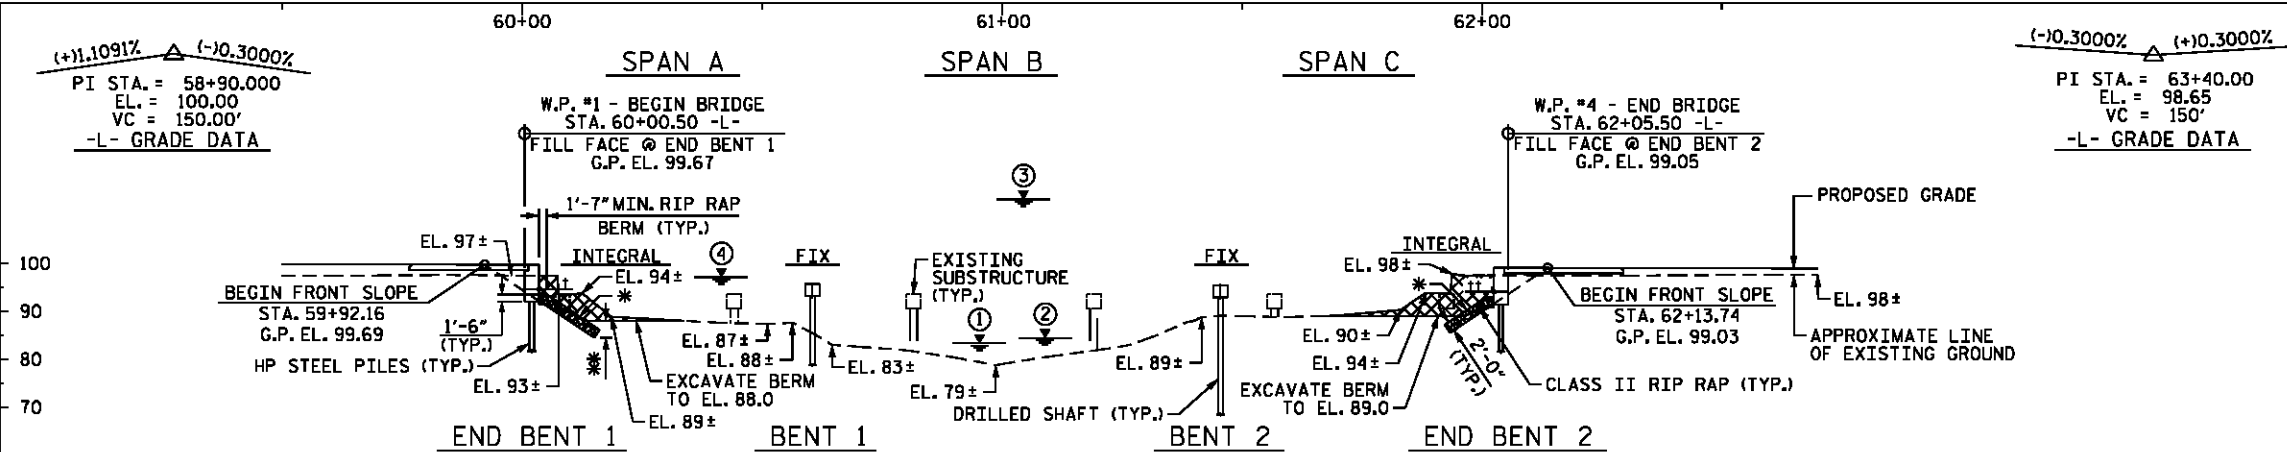 60+00
61+00
62+00
(+)1.1091% (-)0.3000%
PI STA. = 58+90.000
EL. = 100.00
VC = 150.00'
-L- GRADE DATA
SPAN A
SPAN B
SPAN C
(-)0.3000% (+)0.3000%
PI STA. = 63+40.00
EL. = 98.65
VC = 150'
-L- GRADE DATA
W.P. #1 - BEGIN BRIDGE
STA. 60+00.50 -L-
FILL FACE @ END BENT 1
G.P. EL. 99.67
W.P. #4 - END BRIDGE
STA. 62+05.50 -L-
FILL FACE @ END BENT 2
G.P. EL. 99.05
1'-7" MIN. RIP RAP
BERM (TYP.)
3
PROPOSED GRADE
EL. 97±
INTEGRAL
4
FIX
EXISTING
SUBSTRUCTURE
(TYP.)
FIX
INTEGRAL
EL. 98±
100
90
80
70
EL. 94±
*
BEGIN FRONT SLOPE
STA. 59+92.16
G.P. EL. 99.69
1'-6"
(TYP.)
HP STEEL PILES (TYP.)
†
**
EL. 93±
EL. 87±
EL. 88±
EXCAVATE BERM
TO EL. 88.0
EL. 89±
EL. 83±
1
2
EL. 79±
DRILLED SHAFT (TYP.)
EL. 89±
*
††
EL. 90±
EL. 94±
EXCAVATE BERM
TO EL. 89.0
2'-0"
(TYP.)
BEGIN FRONT SLOPE
STA. 62+13.74
G.P. EL. 99.03
EL. 98±
APPROXIMATE LINE
OF EXISTING GROUND
CLASS II RIP RAP (TYP.)
END BENT 1
BENT 1
BENT 2
END BENT 2